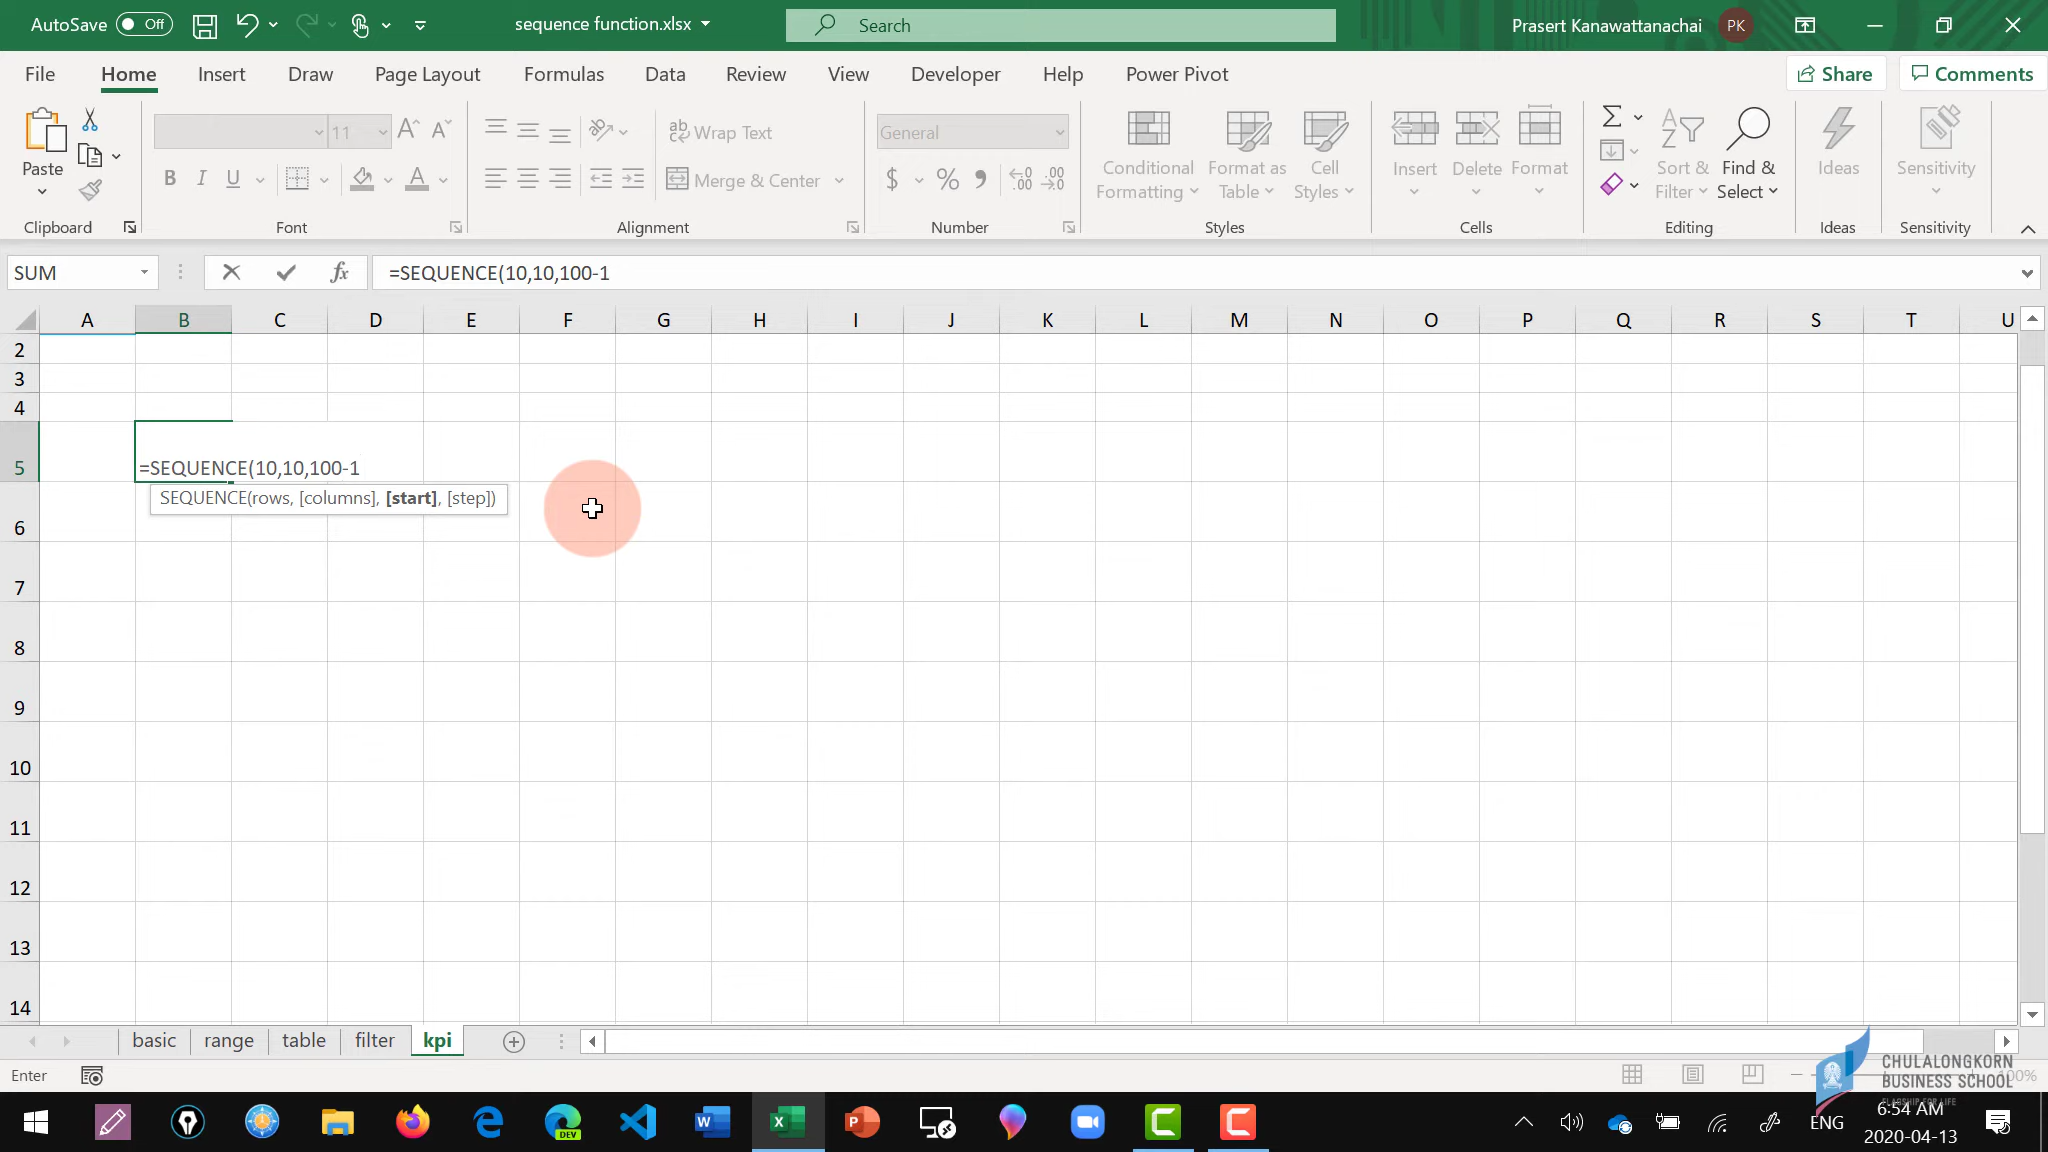 AutoSave Off sequence function.xlsx Search Prasert Kanawattanachai PK
File Home Insert Draw Page Layout Formulas Data Review View Developer Help Power Pivot Share Comments
Paste 11 Wrap Text General Conditional Formatting Format as Table Cell Styles Insert Delete Format Sort & Filter Find & Select Ideas Sensitivity
B I U Merge & Center $ %
Clipboard Font Alignment Number Styles Cells Editing Ideas Sensitivity
SUM fx =SEQUENCE(10,10,100-1
A B C D E F G H I J K L M N O P Q R S T U
2
3
4
5 =SEQUENCE(10,10,100-1
SEQUENCE(rows, [columns], [start], [step])
6
7
8
9
10
11
12
13
14
basic range table filter kpi
Enter
CHULALONGKORN
BUSINESS SCHOOL
FLAGSHIP FOR LIFE
ENG 6:54 AM
2020-04-13